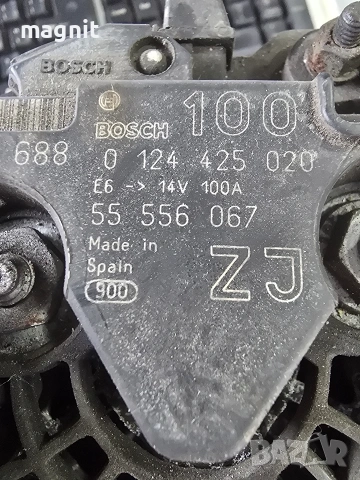 magnit
BOSCH
BOSCH 100
688 0 124 425 020
E6 -> 14V 100A
55 556 067
Made in
Spain
900
ZJ
BAZAR